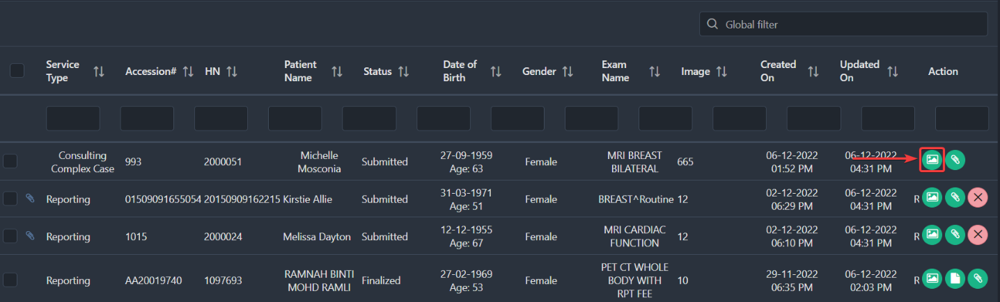 Global filter
Service Type Accession# HN Patient Name Status Date of Birth Gender Exam Name Image Created On Updated On Action
Consulting Complex Case 993 2000051 Michelle Mosconia Submitted 27-09-1959 Age: 63 Female MRI BREAST BILATERAL 665 06-12-2022 01:52 PM 06-12-2022 04:31 PM
Reporting 01509091655054 20150909162215 Kirstie Allie Submitted 31-03-1971 Age: 51 Female BREAST^Routine 12 02-12-2022 06:29 PM 06-12-2022 04:31 PM R
Reporting 1015 2000024 Melissa Dayton Submitted 12-12-1955 Age: 67 Female MRI CARDIAC FUNCTION 12 02-12-2022 06:10 PM 06-12-2022 04:31 PM R
Reporting AA20019740 1097693 RAMNAH BINTI MOHD RAMLI Finalized 27-02-1969 Age: 53 Female PET CT WHOLE BODY WITH RPT FEE 10 29-11-2022 06:35 PM 06-12-2022 02:03 PM R